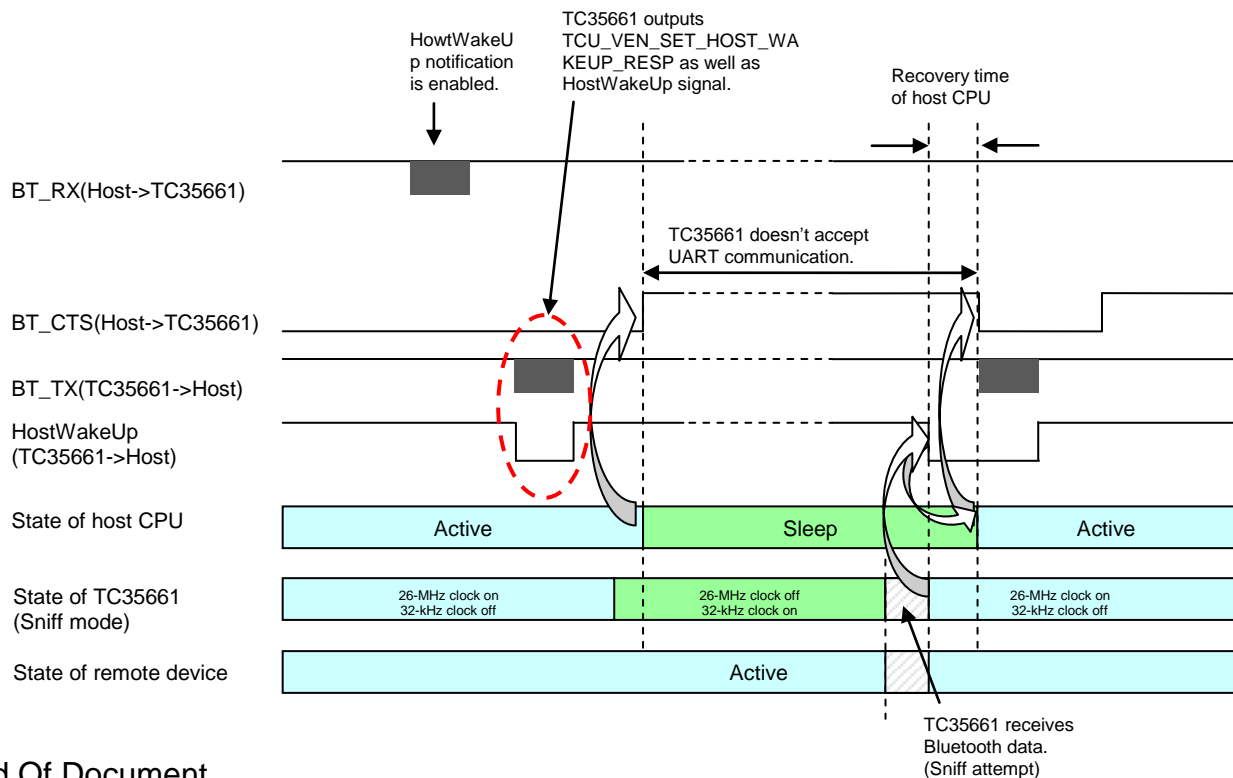 TC35661 outputs
TCU_VEN_SET_HOST_WA
KEUP_RESP as well as
HostWakeUp signal.
HowtWakeU
p notification
is enabled.
Recovery time
of host CPU
BT_RX(Host->TC35661)
TC35661 doesn't accept
UART communication.
BT_CTS(Host->TC35661)
BT_TX(TC35661->Host)
HostWakeUp
(TC35661->Host)
State of host CPU
Active
Sleep
Active
State of TC35661
(Sniff mode)
26-MHz clock on
32-kHz clock off
26-MHz clock off
32-kHz clock on
26-MHz clock on
32-kHz clock off
State of remote device
Active
TC35661 receives
Bluetooth data.
(Sniff attempt)
d Of Document